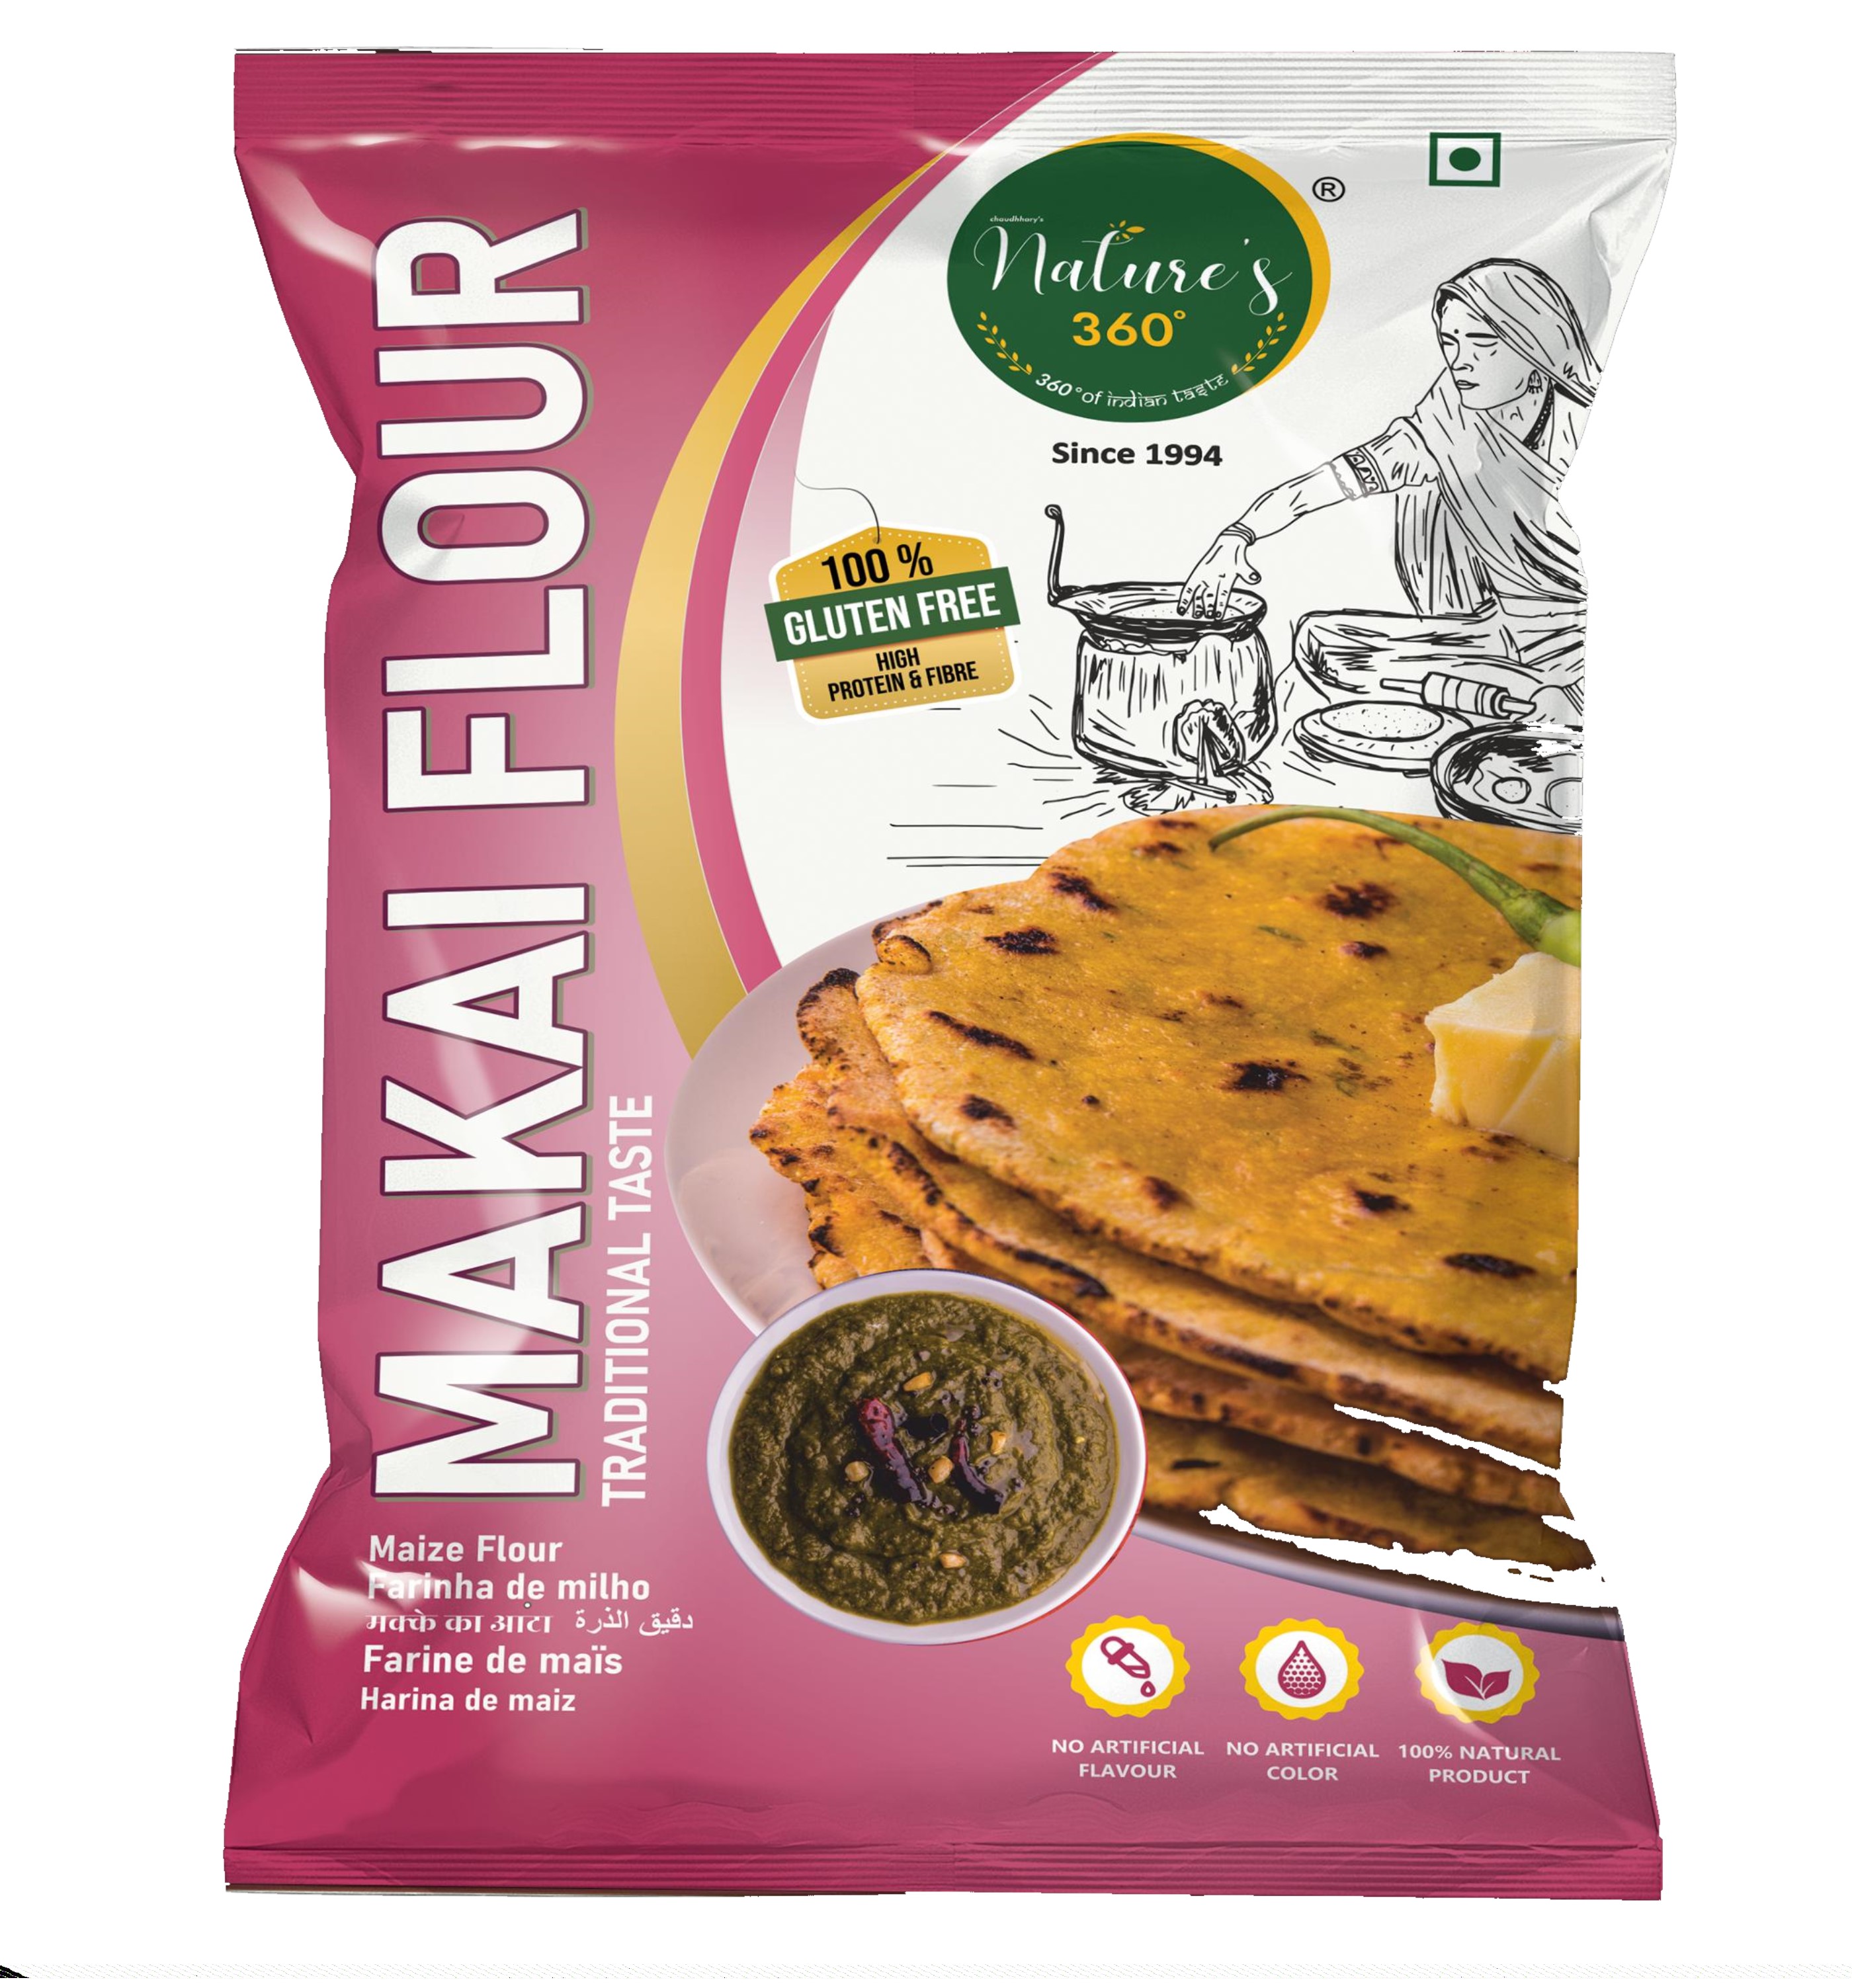 chaudhhary's
Nature's
360°
360° of indian taste
®
Since 1994
100 %
GLUTEN FREE
HIGH
PROTEIN & FIBRE
MAKAI FLOUR
TRADITIONAL TASTE
Maize Flour
Farinha de milho
मक्के का आटा دقيق الذرة
Farine de maïs
Harina de maiz
NO ARTIFICIAL
FLAVOUR
NO ARTIFICIAL
COLOR
100% NATURAL
PRODUCT